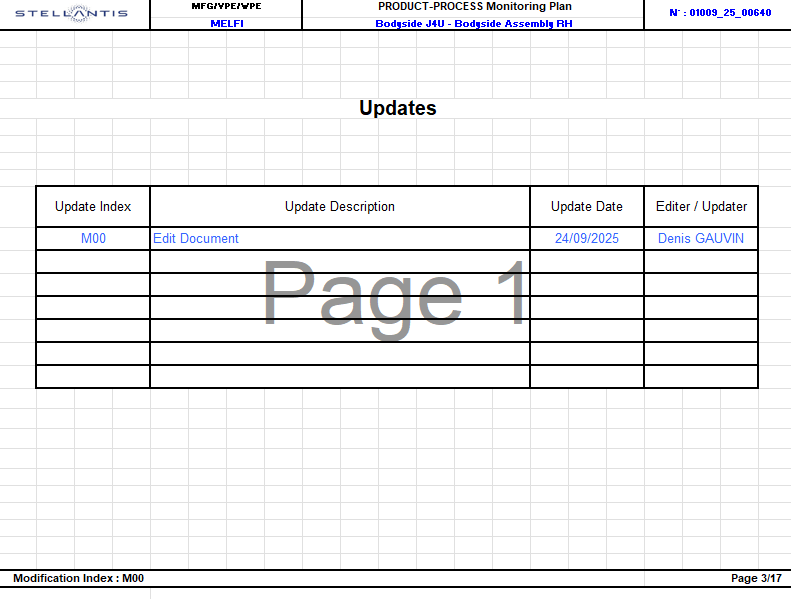 STELLANTIS
MFG/VPE/VPE
MELFI
PRODUCT-PROCESS Monitoring Plan
Bodyside J4U - Bodyside Assembly RH
N° : 01009_25_00640
Updates
Update Index Update Description Update Date Editer / Updater
M00 Edit Document 24/09/2025 Denis GAUVIN
Page 1
Modification Index : M00 Page 3/17